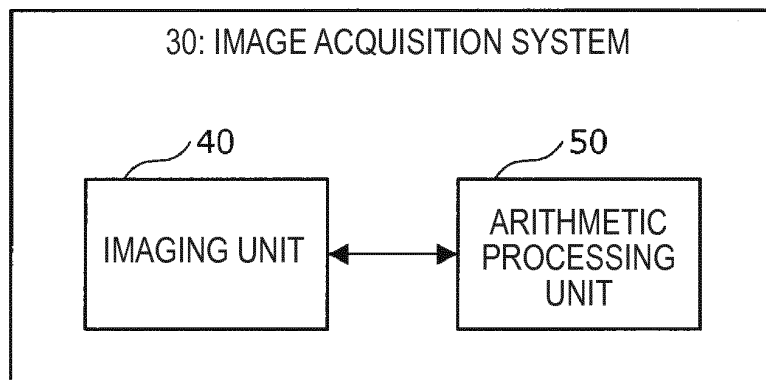 30: IMAGE ACQUISITION SYSTEM
40
IMAGING UNIT
50
ARITHMETIC
PROCESSING
UNIT